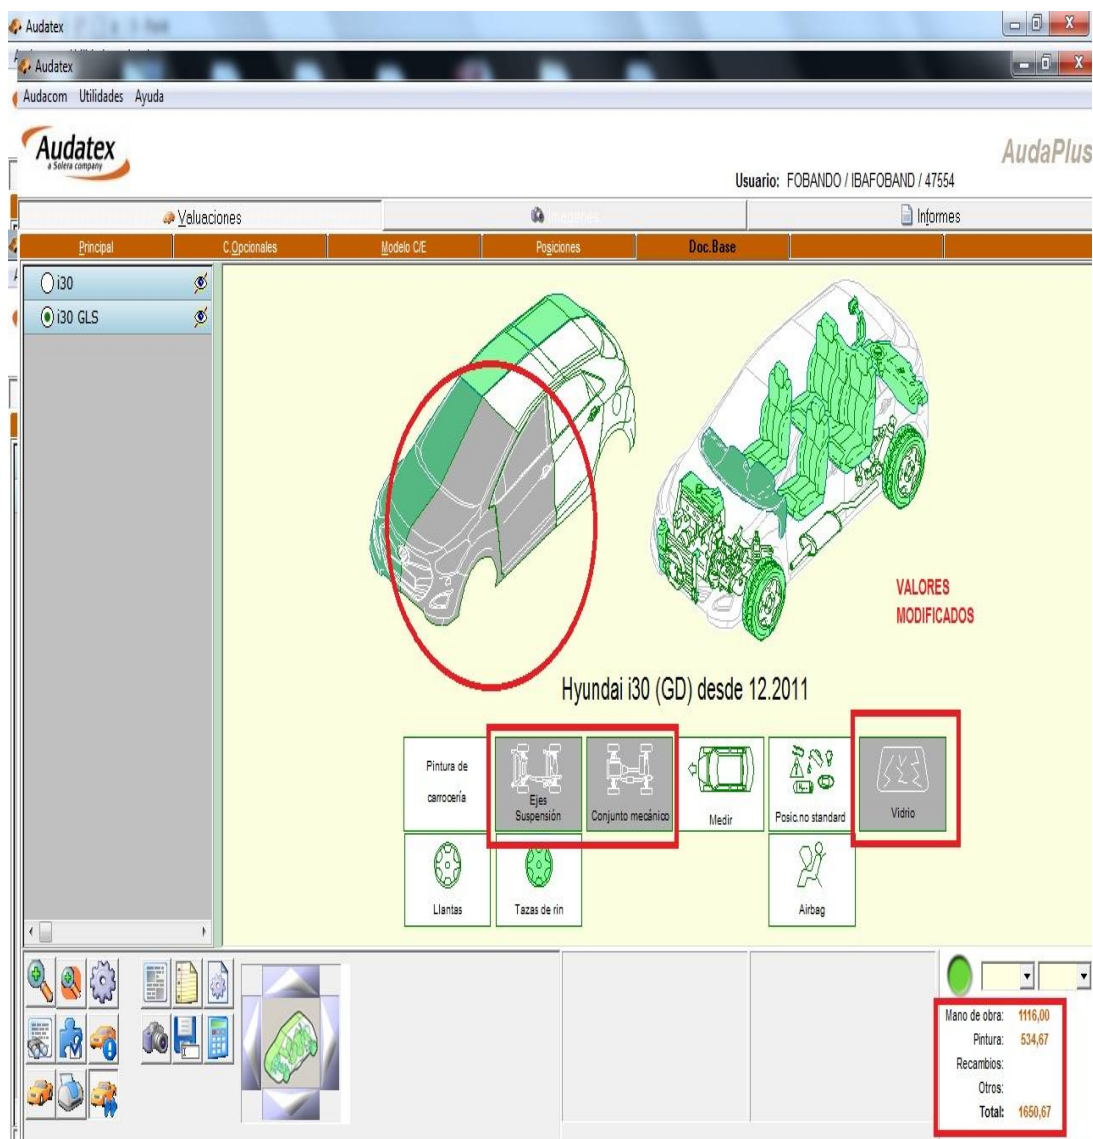 Audatex
Audatex
Audacom Utilidades Ayuda
Audatex
a Solera company
AudaPlus
Usuario: FOBANDO / IBAFOBAND / 47554
Valuaciones
Imagenes
Informes
Principal
C.Opcionales
Modelo C/E
Posiciones
Doc.Base
i30
i30 GLS
VALORES
MODIFICADOS
Hyundai i30 (GD) desde 12.2011
Pintura de
carrocería
Ejes
Suspensión
Conjunto mecánico
Medir
Posic.no standard
Vidrio
Llantas
Tazas de rin
Airbag
Mano de obra: 1116,00
Pintura: 534,67
Recambios:
Otros:
Total: 1650,67